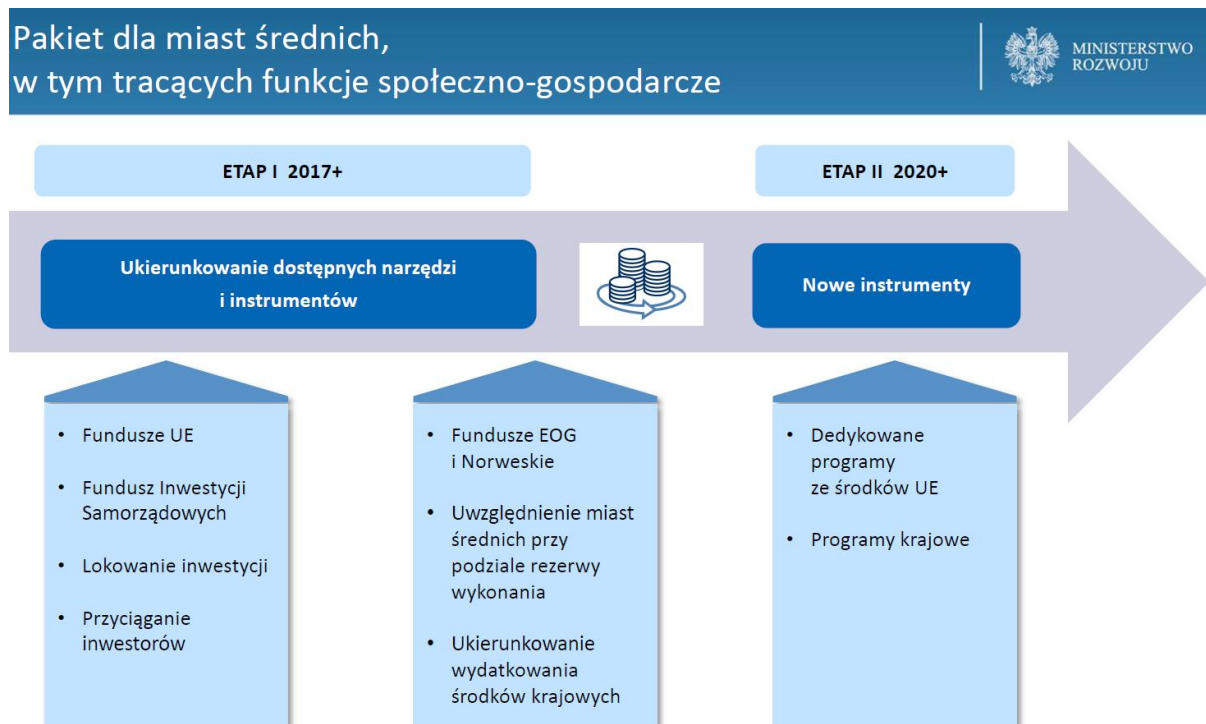 Pakiet dla miast średnich,
w tym tracących funkcje społeczno-gospodarcze
MINISTERSTWO
ROZWOJU
ETAP I 2017+
ETAP II 2020+
Ukierunkowanie dostępnych narzędzi
i instrumentów
Nowe instrumenty
• Fundusze UE
• Fundusz Inwestycji
Samorządowych
• Lokowanie inwestycji
• Przyciąganie
inwestorów
• Fundusze EOG
i Norweskie
• Uwzględnienie miast
średnich przy
podziale rezerwy
wykonania
• Ukierunkowanie
wydatkowania
środków krajowych
• Dedykowane
programy
ze środków UE
• Programy krajowe